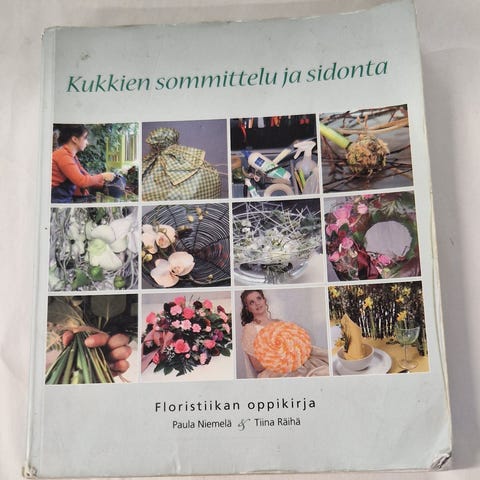 Kukkien sommittelu ja sidonta
Floristiikan oppikirja
Paula Niemelä & Tiina Räihä